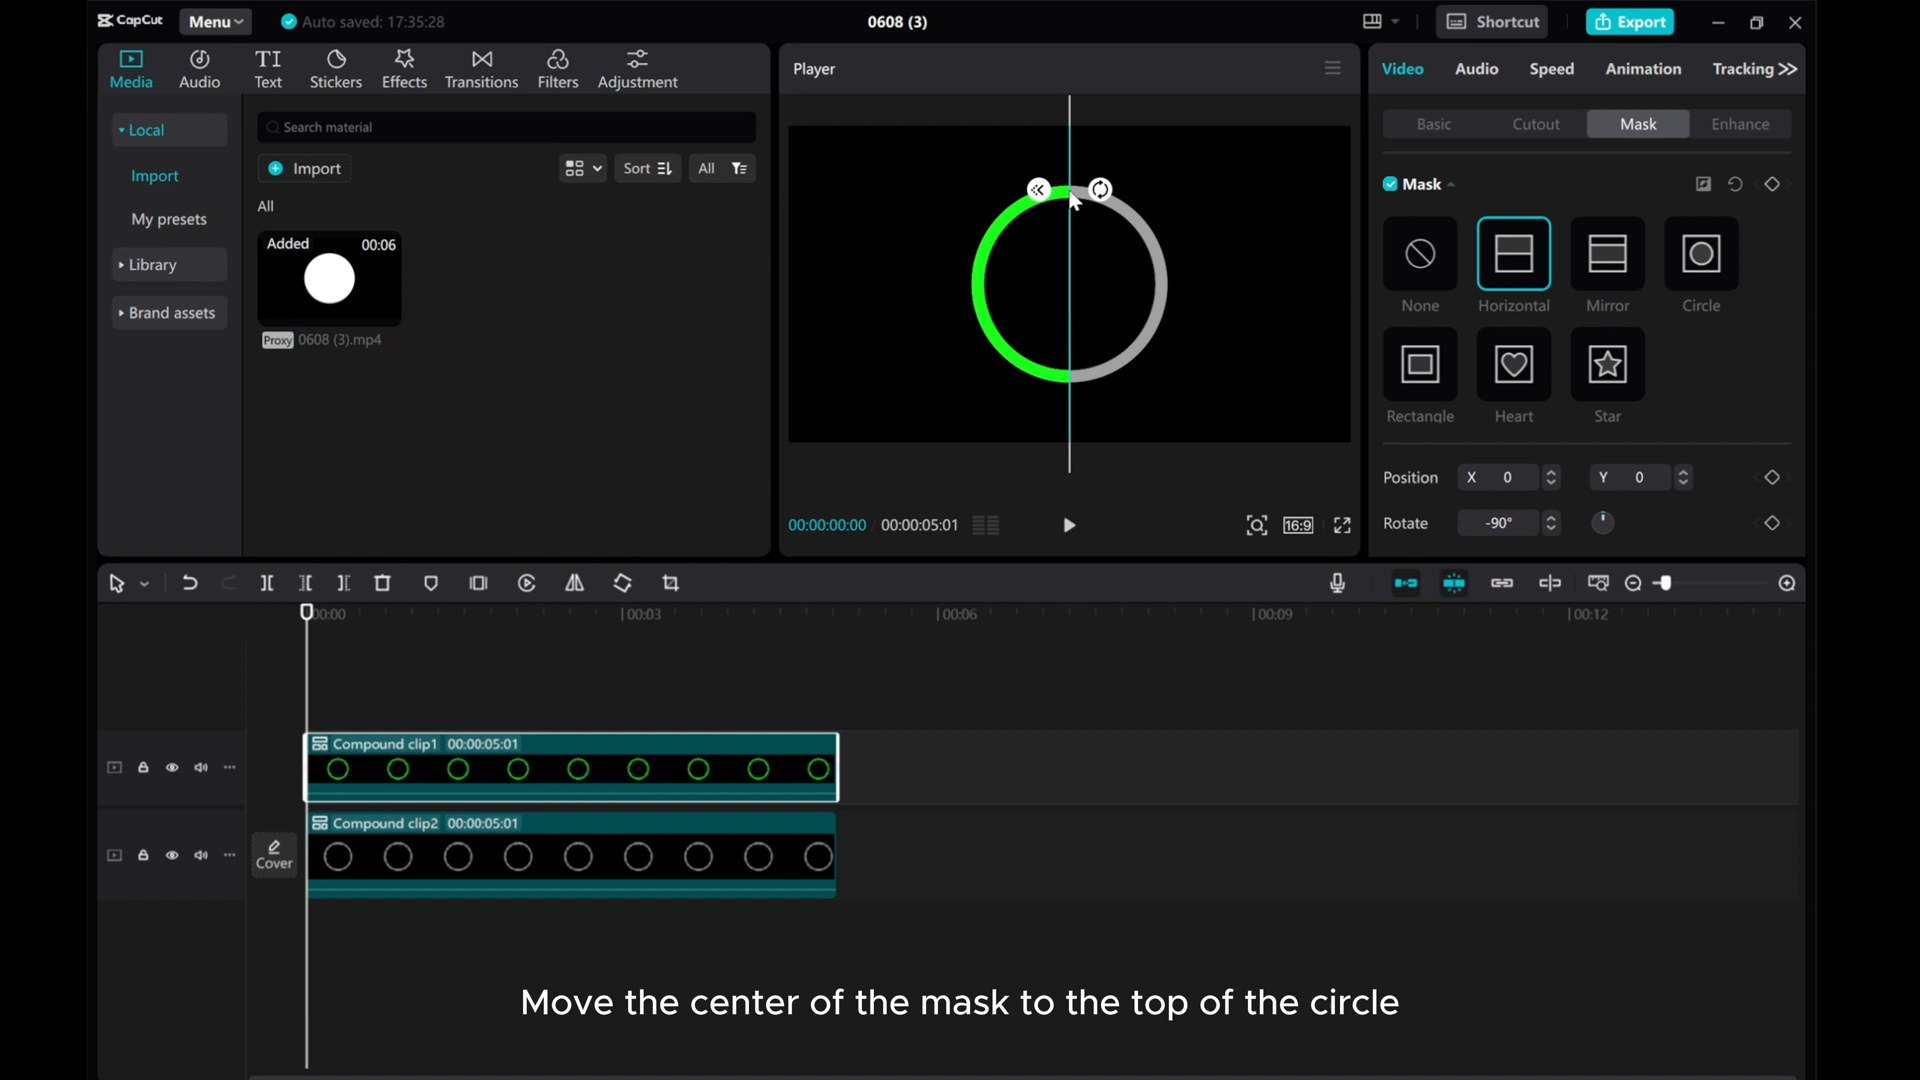 CapCut Menu Auto saved: 17:35:28 0608 (3) Shortcut Export
Media Audio Text Stickers Effects Transitions Filters Adjustment
Player
Video Audio Speed Animation Tracking
Local
Import
My presets
Library
Brand assets
Search material
Import Sort All
All
Added 00:06
Proxy 0608 (3).mp4
00:00:00:00 00:00:05:01 16:9
Basic Cutout Mask Enhance
Mask
None Horizontal Mirror Circle
Rectangle Heart Star
Position X 0 Y 0
Rotate -90°
00:00 00:03 00:06 00:09 00:12
Compound clip1 00:00:05:01
Compound clip2 00:00:05:01
Cover
Move the center of the mask to the top of the circle